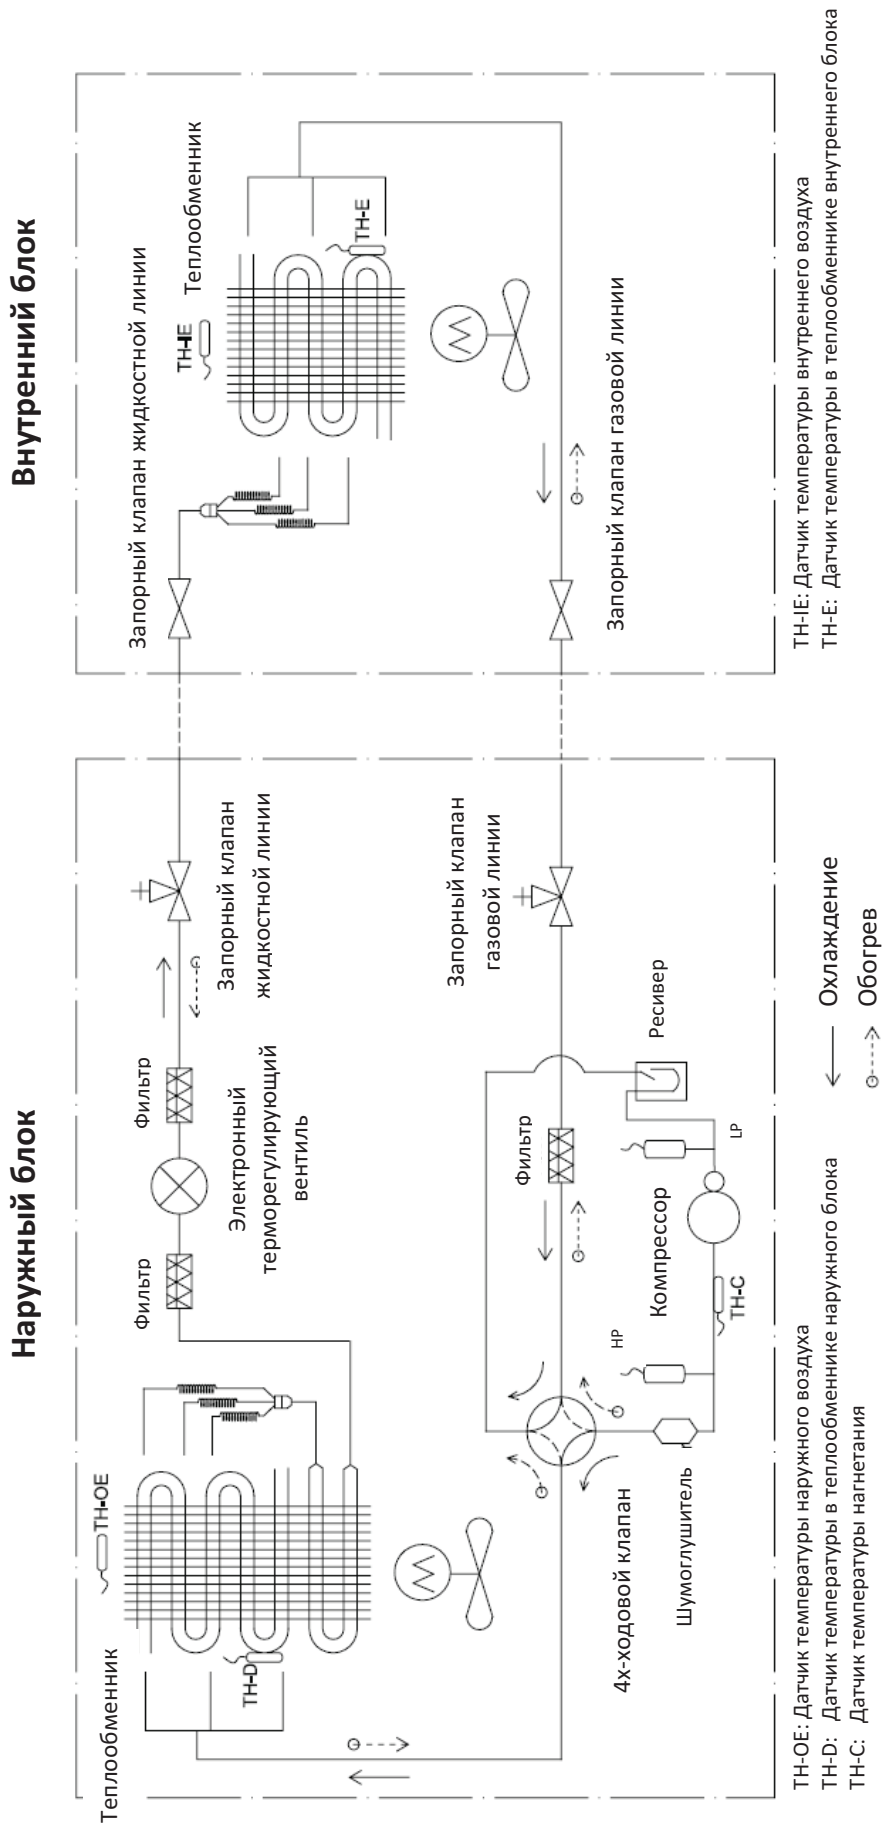 Наружный блок
Внутренний блок
Теплообменник
TH-OE
TH-D
Фильтр
Электронный
терморегулирующий
вентиль
Фильтр
Запорный клапан
жидкостной линии
Запорный клапан жидкостной линии
TH-IE
Теплообменник
TH-E
4х-ходовой клапан
Шумоглушитель
HP
TH-C
Компрессор
LP
Фильтр
Ресивер
Запорный клапан
газовой линии
Запорный клапан газовой линии
TH-OE: Датчик температуры наружного воздуха
TH-D: Датчик температуры в теплообменнике наружного блока
TH-C: Датчик температуры нагнетания
Охлаждение
Обогрев
TH-IE: Датчик температуры внутреннего воздуха
TH-E: Датчик температуры в теплообменнике внутреннего блока